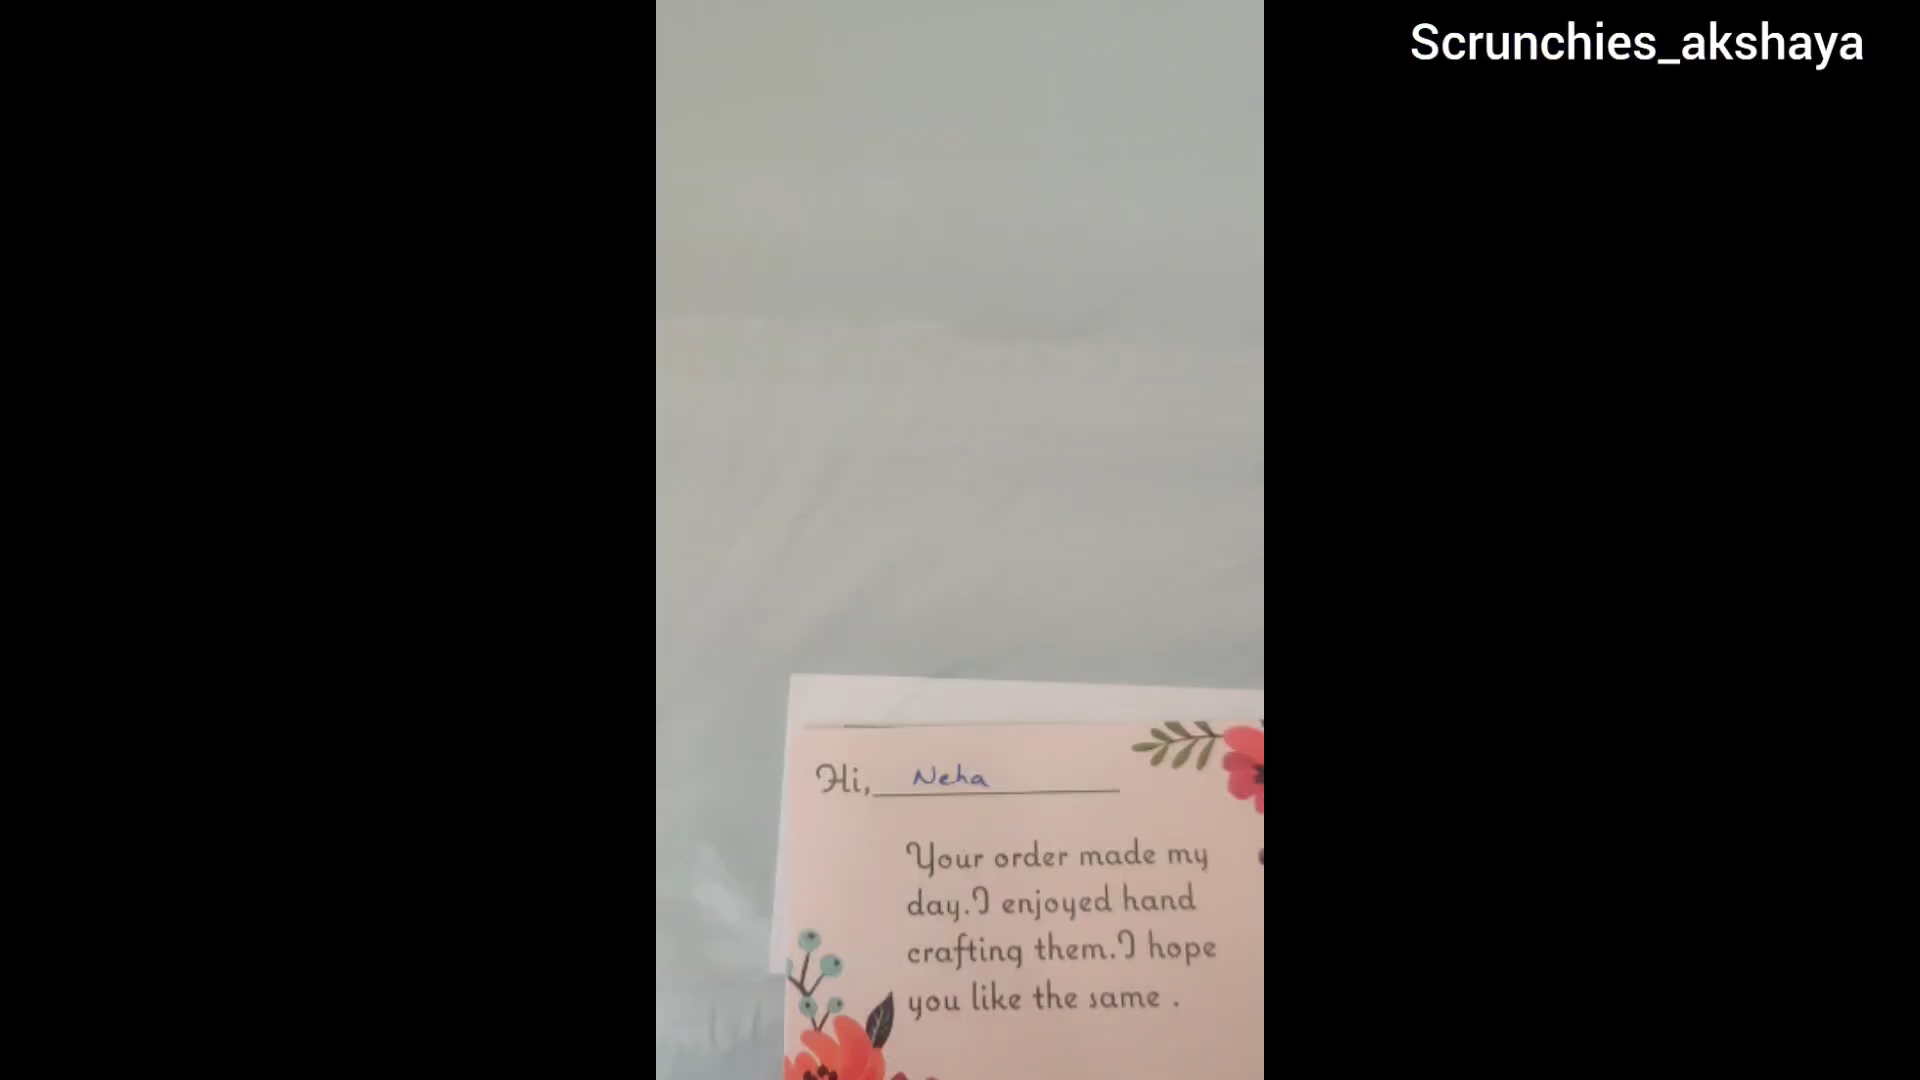 Scrunchies_akshaya
Hi, Neha
Your order made my
day.I enjoyed hand
crafting them.I hope
you like the same .